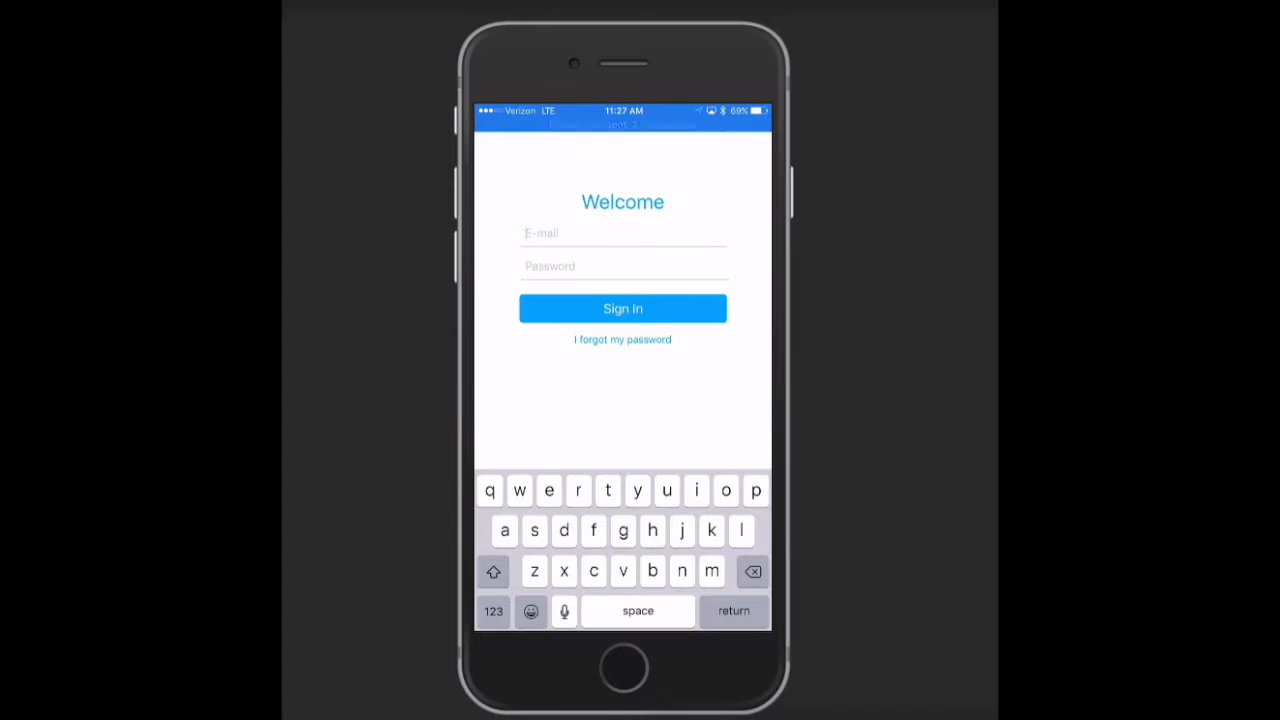 Verizon LTE 11:27 AM 69%
Welcome
E-mail
Password
Sign In
I forgot my password
q w e r t y u i o p
a s d f g h j k l
z x c v b n m
123 space return